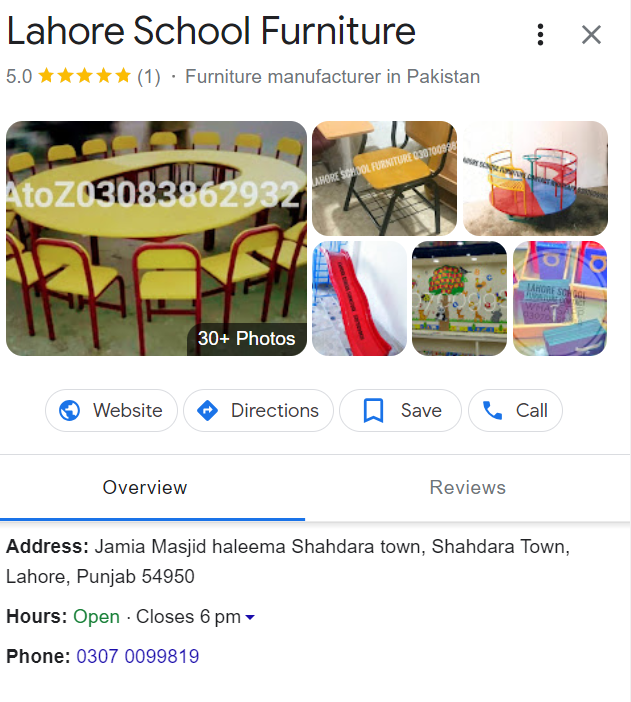 Lahore School Furniture
5.0 ★★★★★ (1) · Furniture manufacturer in Pakistan
AtoZ03083862932
LAHORE SCHOOL FURNITURE
30+ Photos
LAHORE SCHOOL
Website
Directions
Save
Call
Overview
Reviews
Address: Jamia Masjid haleema Shahdara town, Shahdara Town,
Lahore, Punjab 54950
Hours: Open · Closes 6 pm
Phone: 0307 0099819